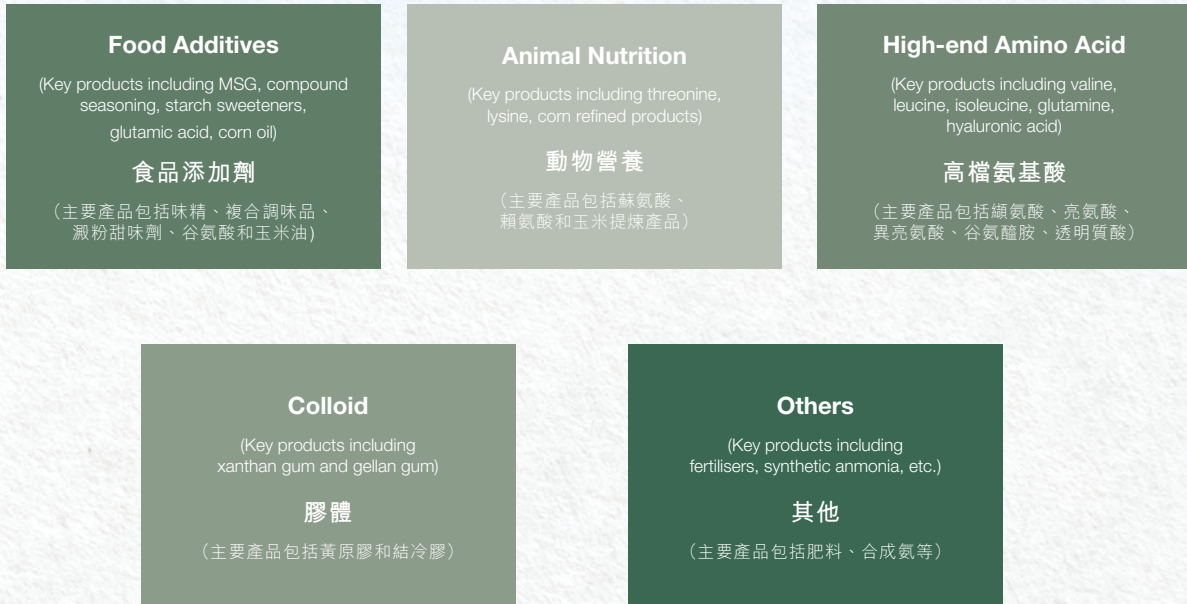 Food Additives
(Key products including MSG, compound
seasoning, starch sweeteners,
glutamic acid, corn oil)
食品添加劑
（主要產品包括味精、複合調味品、
澱粉甜味劑、谷氨酸和玉米油)
Animal Nutrition
(Key products including threonine,
lysine, corn refined products)
動物營養
（主要產品包括蘇氨酸、
賴氨酸和玉米提煉產品）
High-end Amino Acid
(Key products including valine,
leucine, isoleucine, glutamine,
hyaluronic acid)
高檔氨基酸
（主要產品包括纈氨酸、亮氨酸、
異亮氨酸、谷氨醯胺、透明質酸）
Colloid
(Key products including
xanthan gum and gellan gum)
膠體
（主要產品包括黃原膠和結冷膠）
Others
(Key products including
fertilisers, synthetic anmonia, etc.)
其他
（主要產品包括肥料、合成氨等）